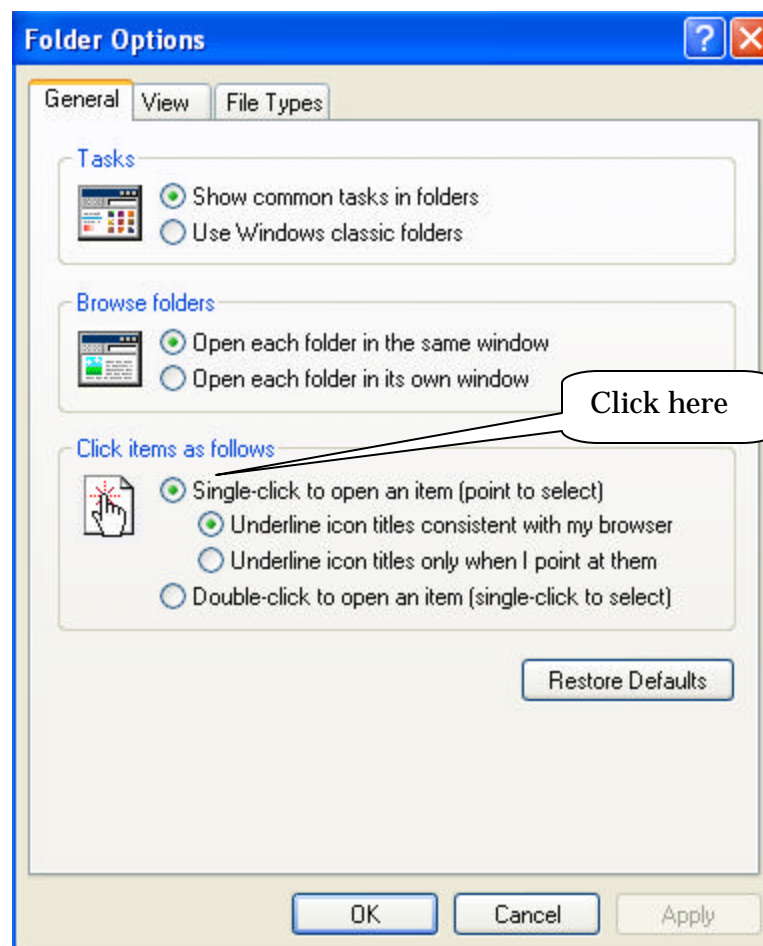 Folder Options
General View File Types
Tasks
Show common tasks in folders
Use Windows classic folders
Browse folders
Open each folder in the same window
Open each folder in its own window
Click here
Click items as follows
Single-click to open an item (point to select)
Underline icon titles consistent with my browser
Underline icon titles only when I point at them
Double-click to open an item (single-click to select)
Restore Defaults
OK Cancel Apply